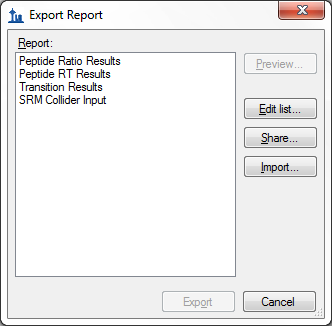 Export Report
Report:
Peptide Ratio Results
Peptide RT Results
Transition Results
SRM Collider Input
Preview...
Edit list...
Share...
Import...
Export
Cancel